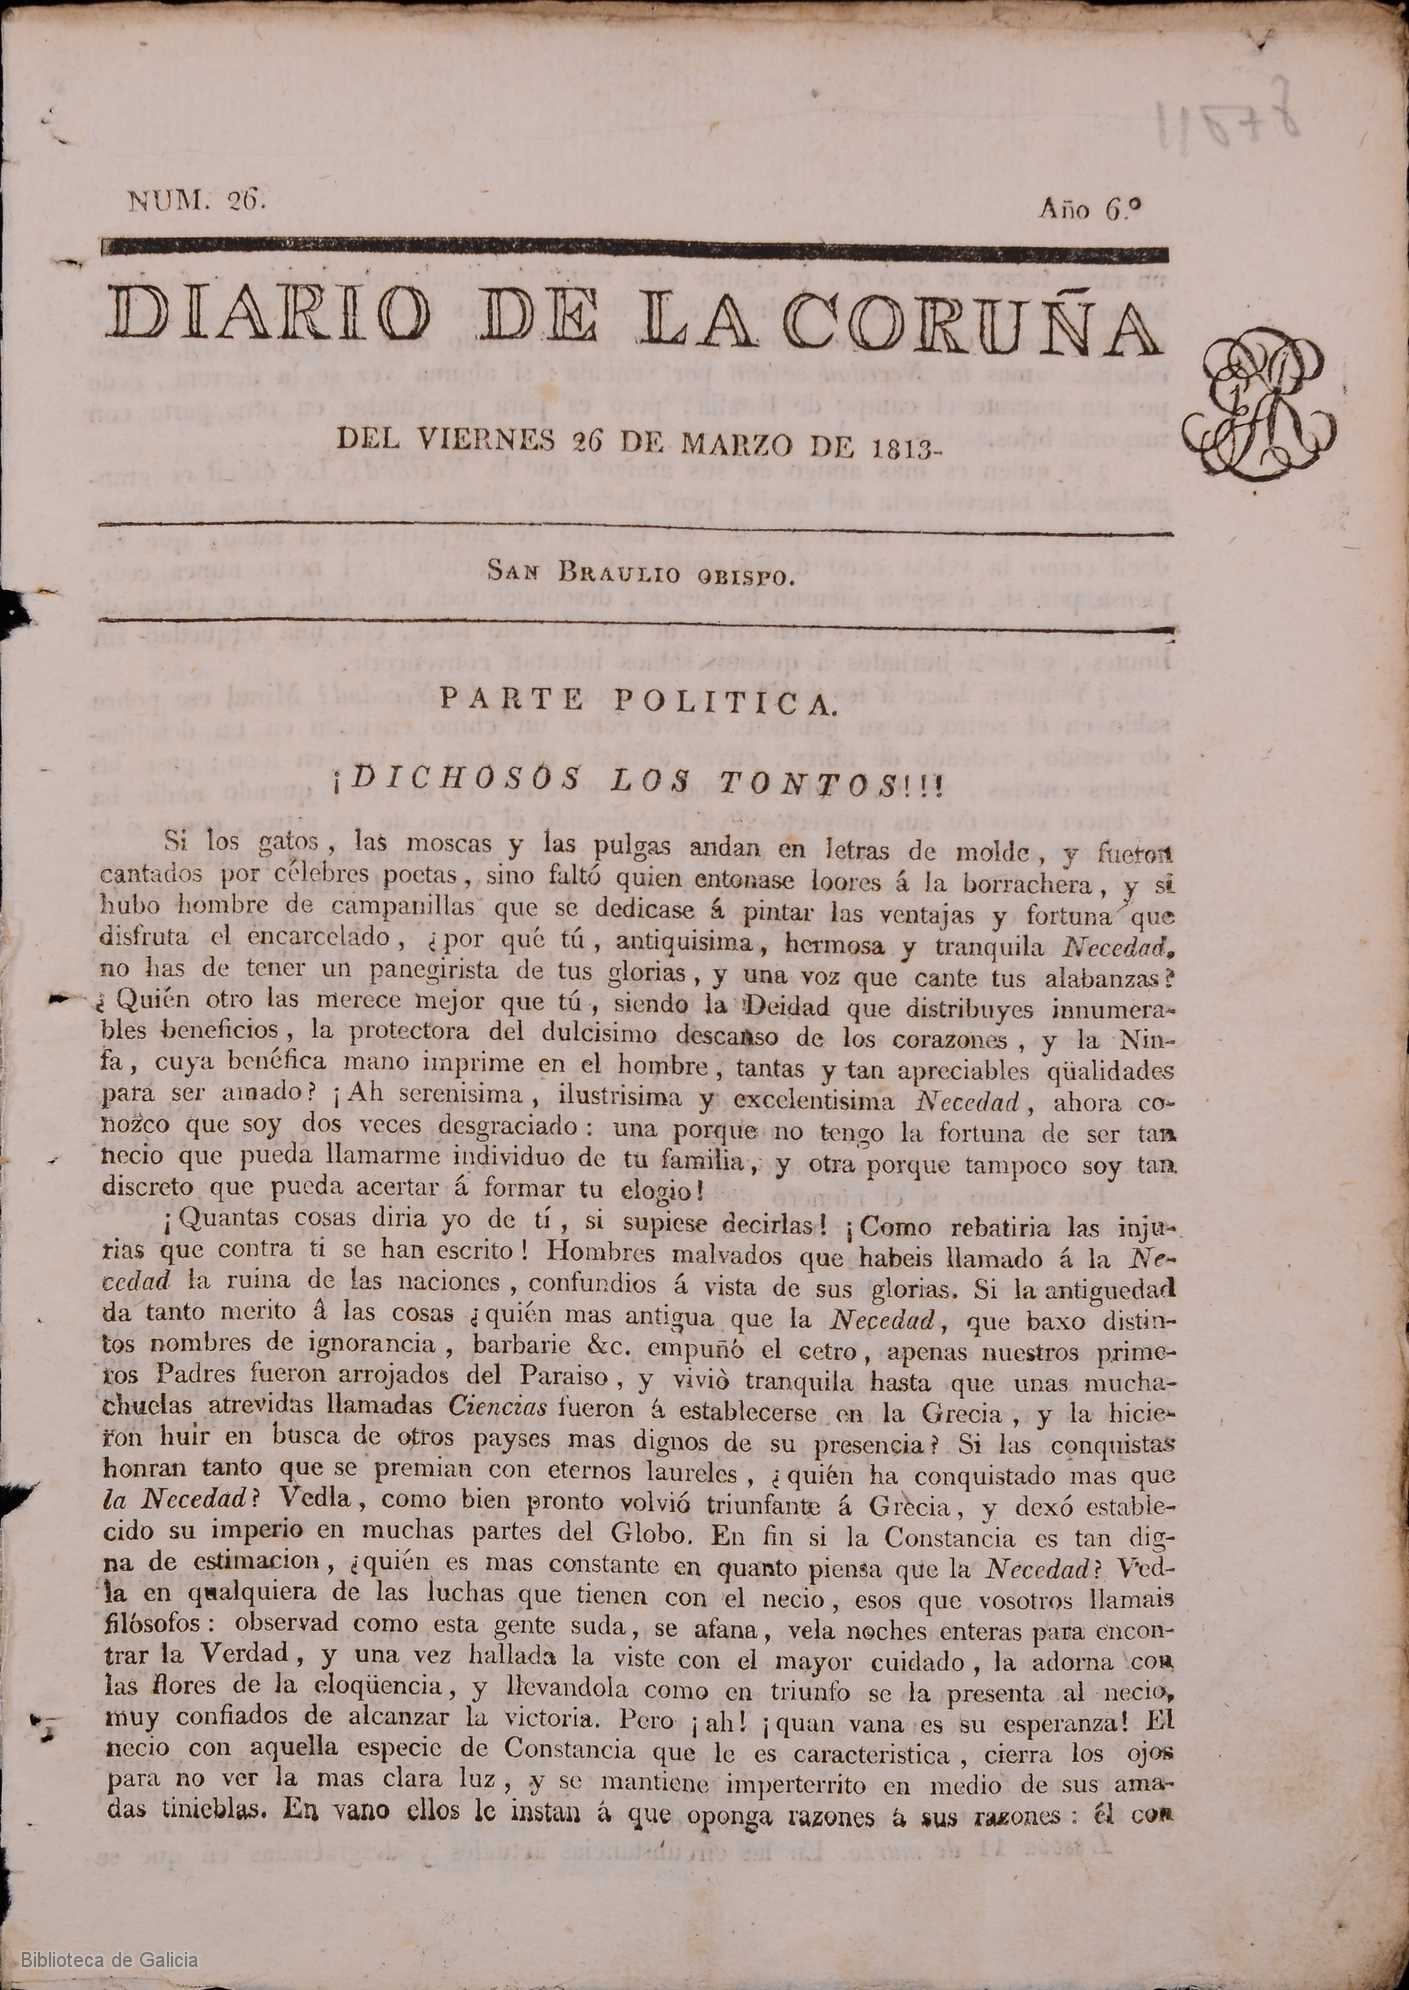 NUM. 26.
Año 6.º
DIARIO DE LA CORUÑA
DEL VIERNES 26 DE MARZO DE 1813-
SAN BRAULIO OBISPO.
PARTE POLITICA.
¡DICHOSOS LOS TONTOS!!!
Si los gatos, las moscas y las pulgas andan en letras de molde, y fueron
cantados por célebres poetas, sino faltó quien entonase loores á la borrachera, y si
hubo hombre de campanillas que se dedicase á pintar las ventajas y fortuna que
disfruta el encarcelado, ¿por qué tú, antiquisima, hermosa y tranquila Necedad,
no has de tener un panegirista de tus glorias, y una voz que cante tus alabanzas?
¿Quién otro las merece mejor que tú, siendo la Deidad que distribuyes innumera-
bles beneficios, la protectora del dulcisimo descanso de los corazones, y la Nin-
fa, cuya benéfica mano imprime en el hombre, tantas y tan apreciables qüalidades
para ser amado? ¡Ah serenisima, ilustrisima y excelentisima Necedad, ahora co-
nozco que soy dos veces desgraciado: una porque no tengo la fortuna de ser tan
necio que pueda llamarme individuo de tu familia, y otra porque tampoco soy tan
discreto que pueda acertar á formar tu elogio!
¡Quantas cosas diria yo de tí, si supiese decirlas! ¡Como rebatiria las inju-
rias que contra ti se han escrito! Hombres malvados que habeis llamado á la Ne-
cedad la ruina de las naciones, confundios á vista de sus glorias. Si la antiguedad
da tanto merito á las cosas ¿quién mas antigua que la Necedad, que baxo distin-
tos nombres de ignorancia, barbarie &c. empuñó el cetro, apenas nuestros prime-
ros Padres fueron arrojados del Paraiso, y vivió tranquila hasta que unas mucha-
chuelas atrevidas llamadas Ciencias fueron á establecerse en la Grecia, y la hicie-
ron huir en busca de otros payses mas dignos de su presencia? Si las conquistas
honran tanto que se premian con eternos laureles, ¿quién ha conquistado mas que
la Necedad? Vedla, como bien pronto volvió triunfante á Grecia, y dexó estable-
cido su imperio en muchas partes del Globo. En fin si la Constancia es tan dig-
na de estimacion, ¿quién es mas constante en quanto piensa que la Necedad? Ved-
la en qualquiera de las luchas que tienen con el necio, esos que vosotros llamais
filósofos: observad como esta gente suda, se afana, vela noches enteras para encon-
trar la Verdad, y una vez hallada la viste con el mayor cuidado, la adorna con
las flores de la eloqüencia, y llevandola como en triunfo se la presenta al necio,
muy confiados de alcanzar la victoria. Pero ¡ah! ¡quan vana es su esperanza! El
necio con aquella especie de Constancia que le es caracteristica, cierra los ojos
para no ver la mas clara luz, y se mantiene imperterrito en medio de sus ama-
das tinieblas. En vano ellos le instan á que oponga razones á sus razones: él con
Biblioteca de Galicia